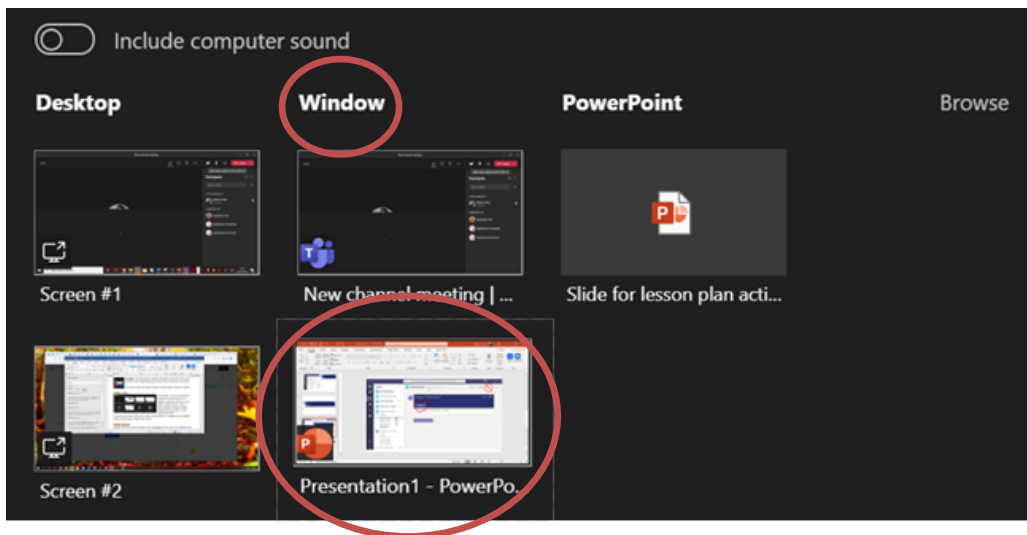 Include computer sound
Desktop
Window
PowerPoint
Browse
Screen #1
New channel meeting | ...
Slide for lesson plan acti...
Screen #2
Presentation1 - PowerPo...